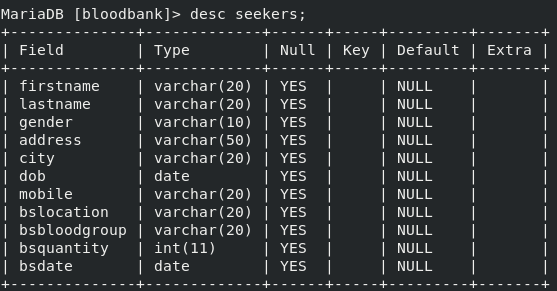 MariaDB [bloodbank]> desc seekers;
+--------------+-------------+------+-----+---------+-------+
| Field        | Type        | Null | Key | Default | Extra |
+--------------+-------------+------+-----+---------+-------+
| firstname    | varchar(20) | YES  |     | NULL    |       |
| lastname     | varchar(20) | YES  |     | NULL    |       |
| gender       | varchar(10) | YES  |     | NULL    |       |
| address      | varchar(50) | YES  |     | NULL    |       |
| city         | varchar(20) | YES  |     | NULL    |       |
| dob          | date        | YES  |     | NULL    |       |
| mobile       | varchar(20) | YES  |     | NULL    |       |
| bslocation   | varchar(20) | YES  |     | NULL    |       |
| bsbloodgroup | varchar(20) | YES  |     | NULL    |       |
| bsquantity   | int(11)     | YES  |     | NULL    |       |
| bsdate       | date        | YES  |     | NULL    |       |
+--------------+-------------+------+-----+---------+-------+